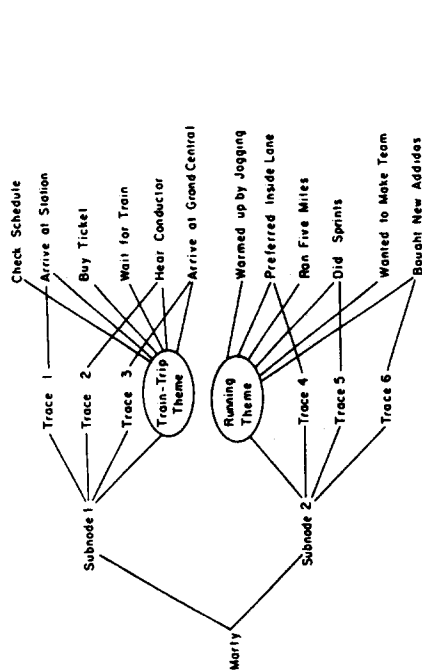 Marty
Subnode 1
Subnode 2
Trace 1
Trace 2
Trace 3
Train-Trip
Theme
Running
Theme
Trace 4
Trace 5
Trace 6
Check Schedule
Arrive at Station
Buy Ticket
Wait for Train
Hear Conductor
Arrive at Grand Central
Warmed up by Jogging
Preferred Inside Lane
Ran Five Miles
Did Sprints
Wanted to Make Team
Bought New Addidas